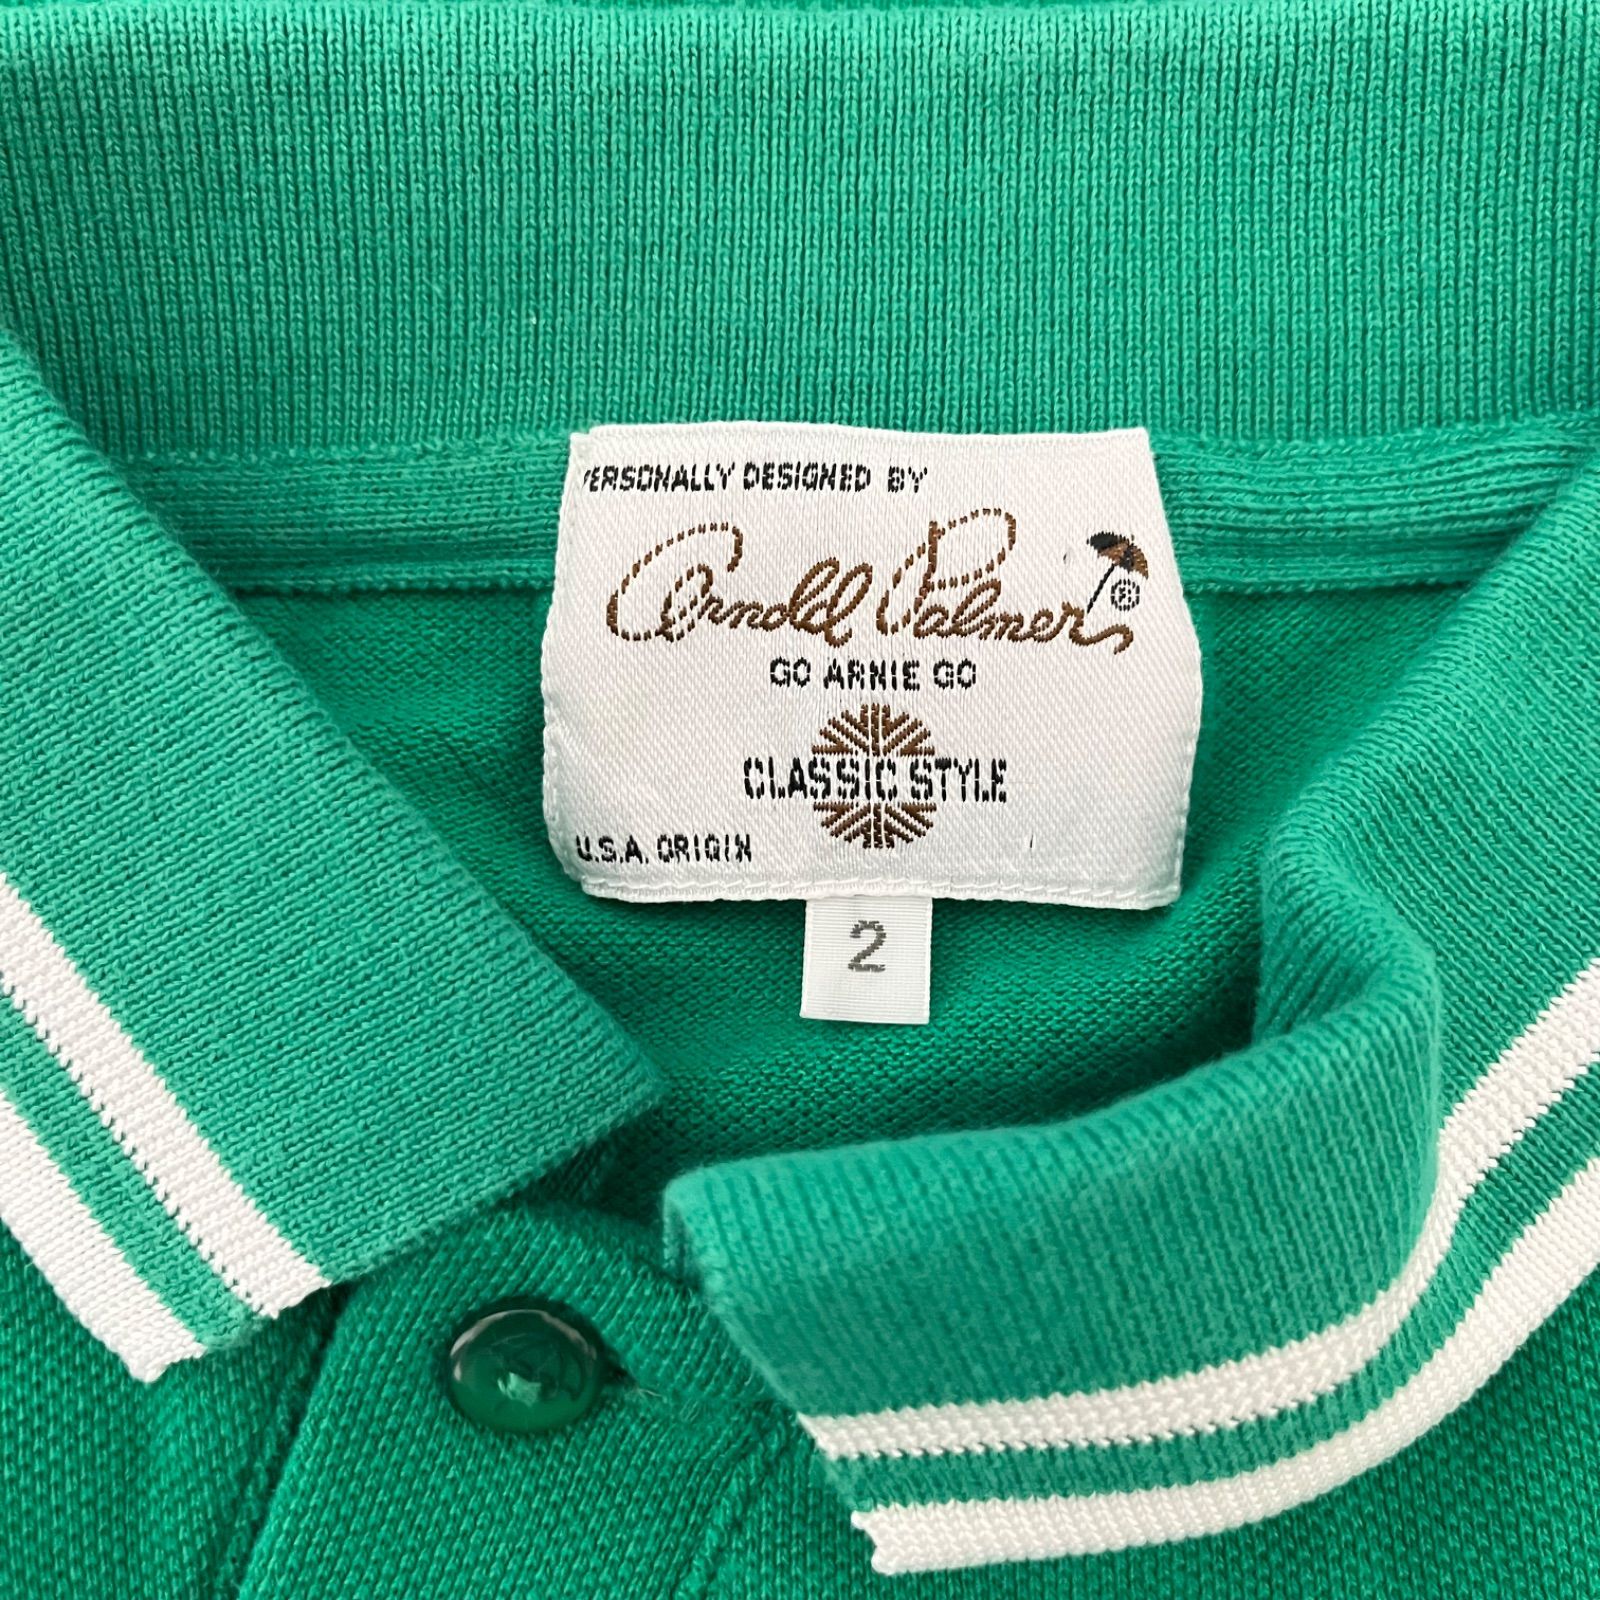 PERSONALLY DESIGNED BY
Arnold Palmer ®
GO ARNIE GO
CLASSIC STYLE
U.S.A. ORIGIN
2